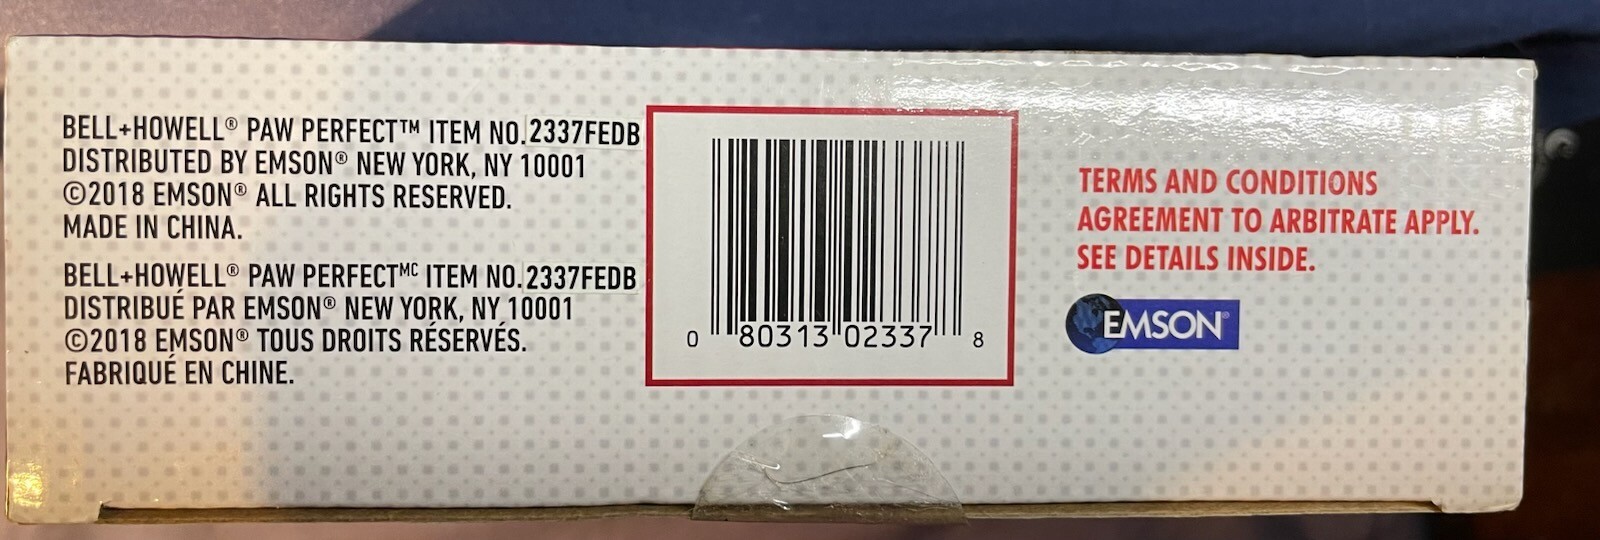 BELL+HOWELL® PAW PERFECT™ ITEM NO. 2337FEDB
DISTRIBUTED BY EMSON® NEW YORK, NY 10001
©2018 EMSON® ALL RIGHTS RESERVED.
MADE IN CHINA.
BELL+HOWELL® PAW PERFECTᴹᶜ ITEM NO. 2337FEDB
DISTRIBUÉ PAR EMSON® NEW YORK, NY 10001
©2018 EMSON® TOUS DROITS RÉSERVÉS.
FABRIQUÉ EN CHINE.
0 80313 02337 8
TERMS AND CONDITIONS
AGREEMENT TO ARBITRATE APPLY.
SEE DETAILS INSIDE.
EMSON®